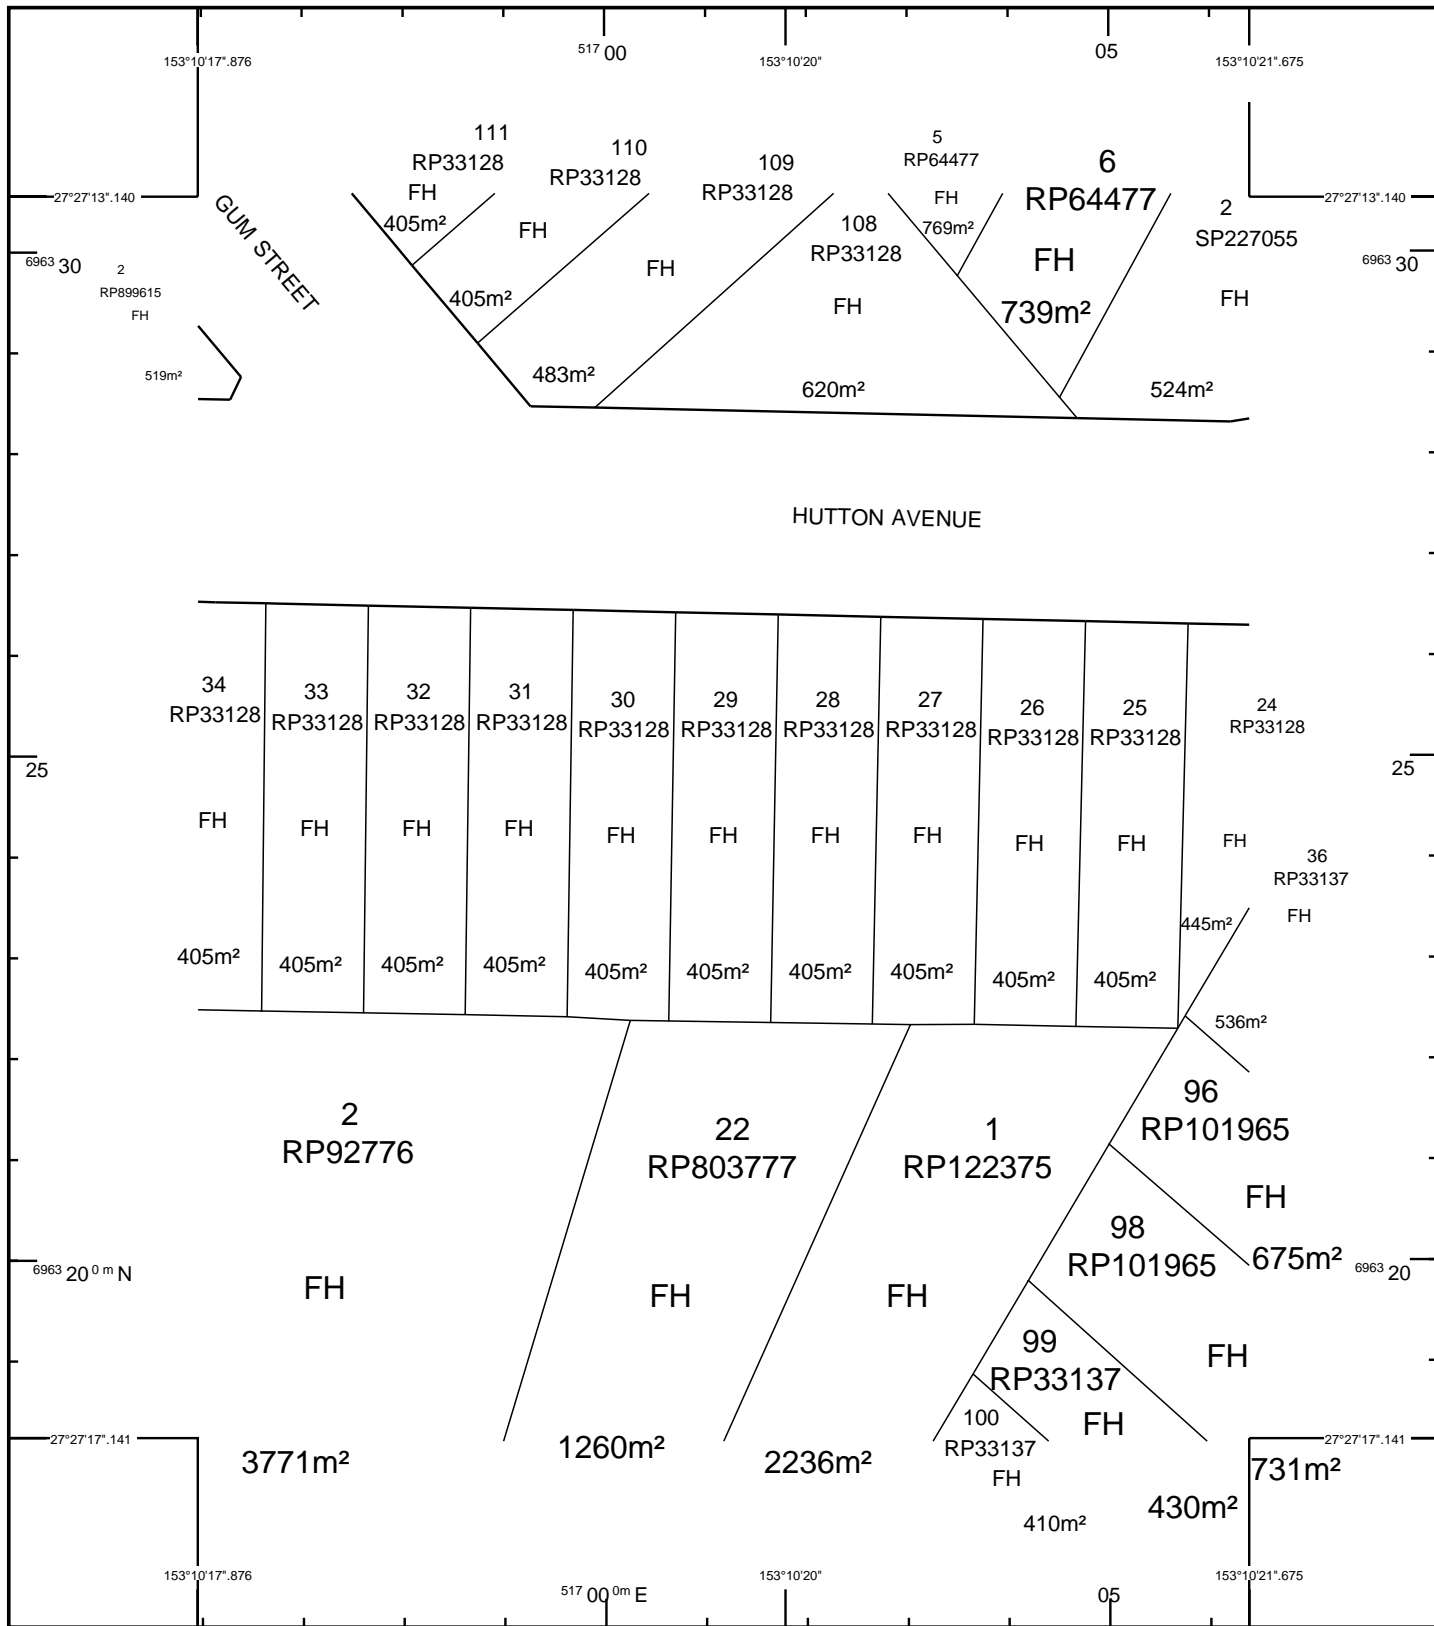 517 00
05
153°10'17".876
153°10'20"
153°10'21".675
27°27'13".140
27°27'13".140
6963 30
6963 30
GUM STREET
2
RP899615
FH
519m²
111
RP33128
FH
405m²
110
RP33128
FH
405m²
109
RP33128
FH
483m²
108
RP33128
FH
620m²
5
RP64477
FH
769m²
6
RP64477
FH
739m²
2
SP227055
FH
524m²
HUTTON AVENUE
34
RP33128
FH
405m²
33
RP33128
FH
405m²
32
RP33128
FH
405m²
31
RP33128
FH
405m²
30
RP33128
FH
405m²
29
RP33128
FH
405m²
28
RP33128
FH
405m²
27
RP33128
FH
405m²
26
RP33128
FH
405m²
25
RP33128
FH
405m²
24
RP33128
FH
445m²
25
25
36
RP33137
FH
536m²
2
RP92776
FH
3771m²
22
RP803777
FH
1260m²
1
RP122375
FH
2236m²
96
RP101965
FH
675m²
98
RP101965
FH
731m²
99
RP33137
FH
430m²
100
RP33137
FH
410m²
6963 20 0 m N
6963 20
27°27'17".141
27°27'17".141
153°10'17".876
153°10'20"
153°10'21".675
517 00 0m E
05